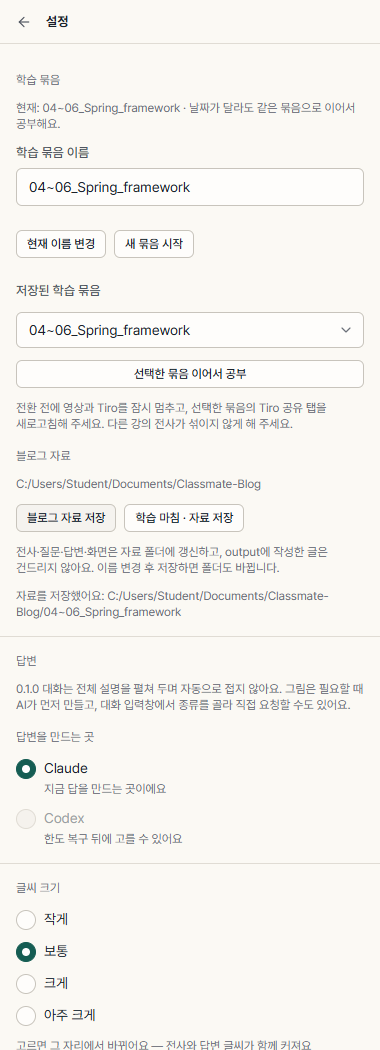 설정
학습 묶음
현재: 04~06_Spring_framework · 날짜가 달라도 같은 묶음으로 이어서
공부해요.
학습 묶음 이름
04~06_Spring_framework
현재 이름 변경
새 묶음 시작
저장된 학습 묶음
04~06_Spring_framework
선택한 묶음 이어서 공부
전환 전에 영상과 Tiro를 잠시 멈추고, 선택한 묶음의 Tiro 공유 탭을
새로고침해 주세요. 다른 강의 전사가 섞이지 않게 해 주세요.
블로그 자료
C:/Users/Student/Documents/Classmate-Blog
블로그 자료 저장
학습 마침 · 자료 저장
전사·질문·답변·화면은 자료 폴더에 갱신하고, output에 작성한 글은
건드리지 않아요. 이름 변경 후 저장하면 폴더도 바뀝니다.
자료를 저장했어요: C:/Users/Student/Documents/Classmate-
Blog/04~06_Spring_framework
답변
0.1.0 대화는 전체 설명을 펼쳐 두며 자동으로 접지 않아요. 그림은 필요할 때
AI가 먼저 만들고, 대화 입력창에서 종류를 골라 직접 요청할 수도 있어요.
답변을 만드는 곳
Claude
지금 답을 만드는 곳이에요
Codex
한도 복구 뒤에 고를 수 있어요
글씨 크기
작게
보통
크게
아주 크게
고르면 그 자리에서 바뀌어요 — 전사와 답변 글씨가 함께 커져요